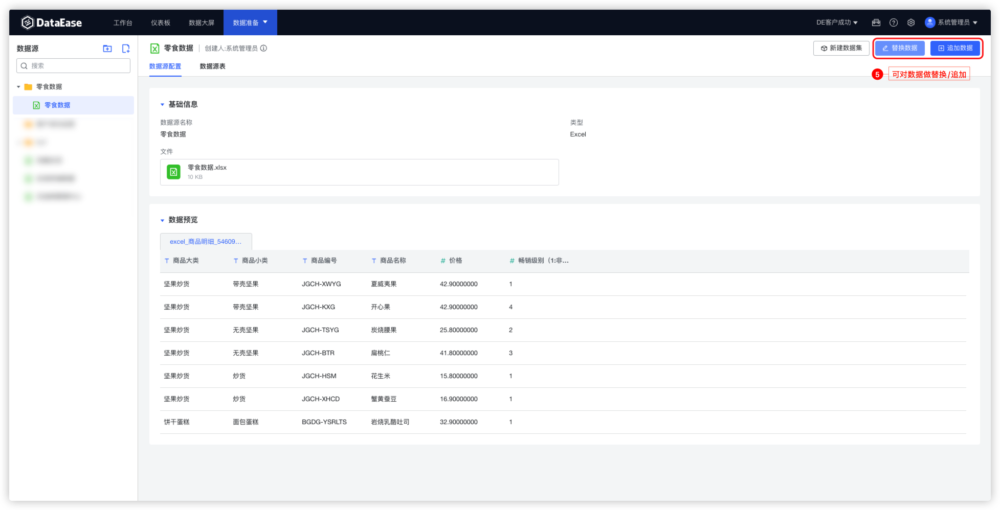 DataEase
工作台
仪表板
数据大屏
数据准备
DE客户成功
系统管理员
数据源
搜索
零食数据
零食数据
零食数据
创建人:系统管理员
新建数据集
替换数据
追加数据
数据源配置
数据源表
5
可对数据做替换/追加
基础信息
数据源名称
类型
零食数据
Excel
文件
零食数据.xlsx
10 KB
数据预览
excel_商品明细_54609...
T 商品大类 T 商品小类 T 商品编号 T 商品名称 # 价格 # 畅销级别（1:非...
坚果炒货 带壳坚果 JGCH-XWYG 夏威夷果 42.90000000 1
坚果炒货 带壳坚果 JGCH-KXG 开心果 42.90000000 4
坚果炒货 无壳坚果 JGCH-TSYG 炭烧腰果 25.80000000 2
坚果炒货 无壳坚果 JGCH-BTR 扁桃仁 41.80000000 3
坚果炒货 炒货 JGCH-HSM 花生米 15.80000000 1
坚果炒货 炒货 JGCH-XHCD 蟹黄蚕豆 16.90000000 1
饼干蛋糕 面包蛋糕 BGDG-YSRLTS 岩烧乳酪吐司 32.90000000 1